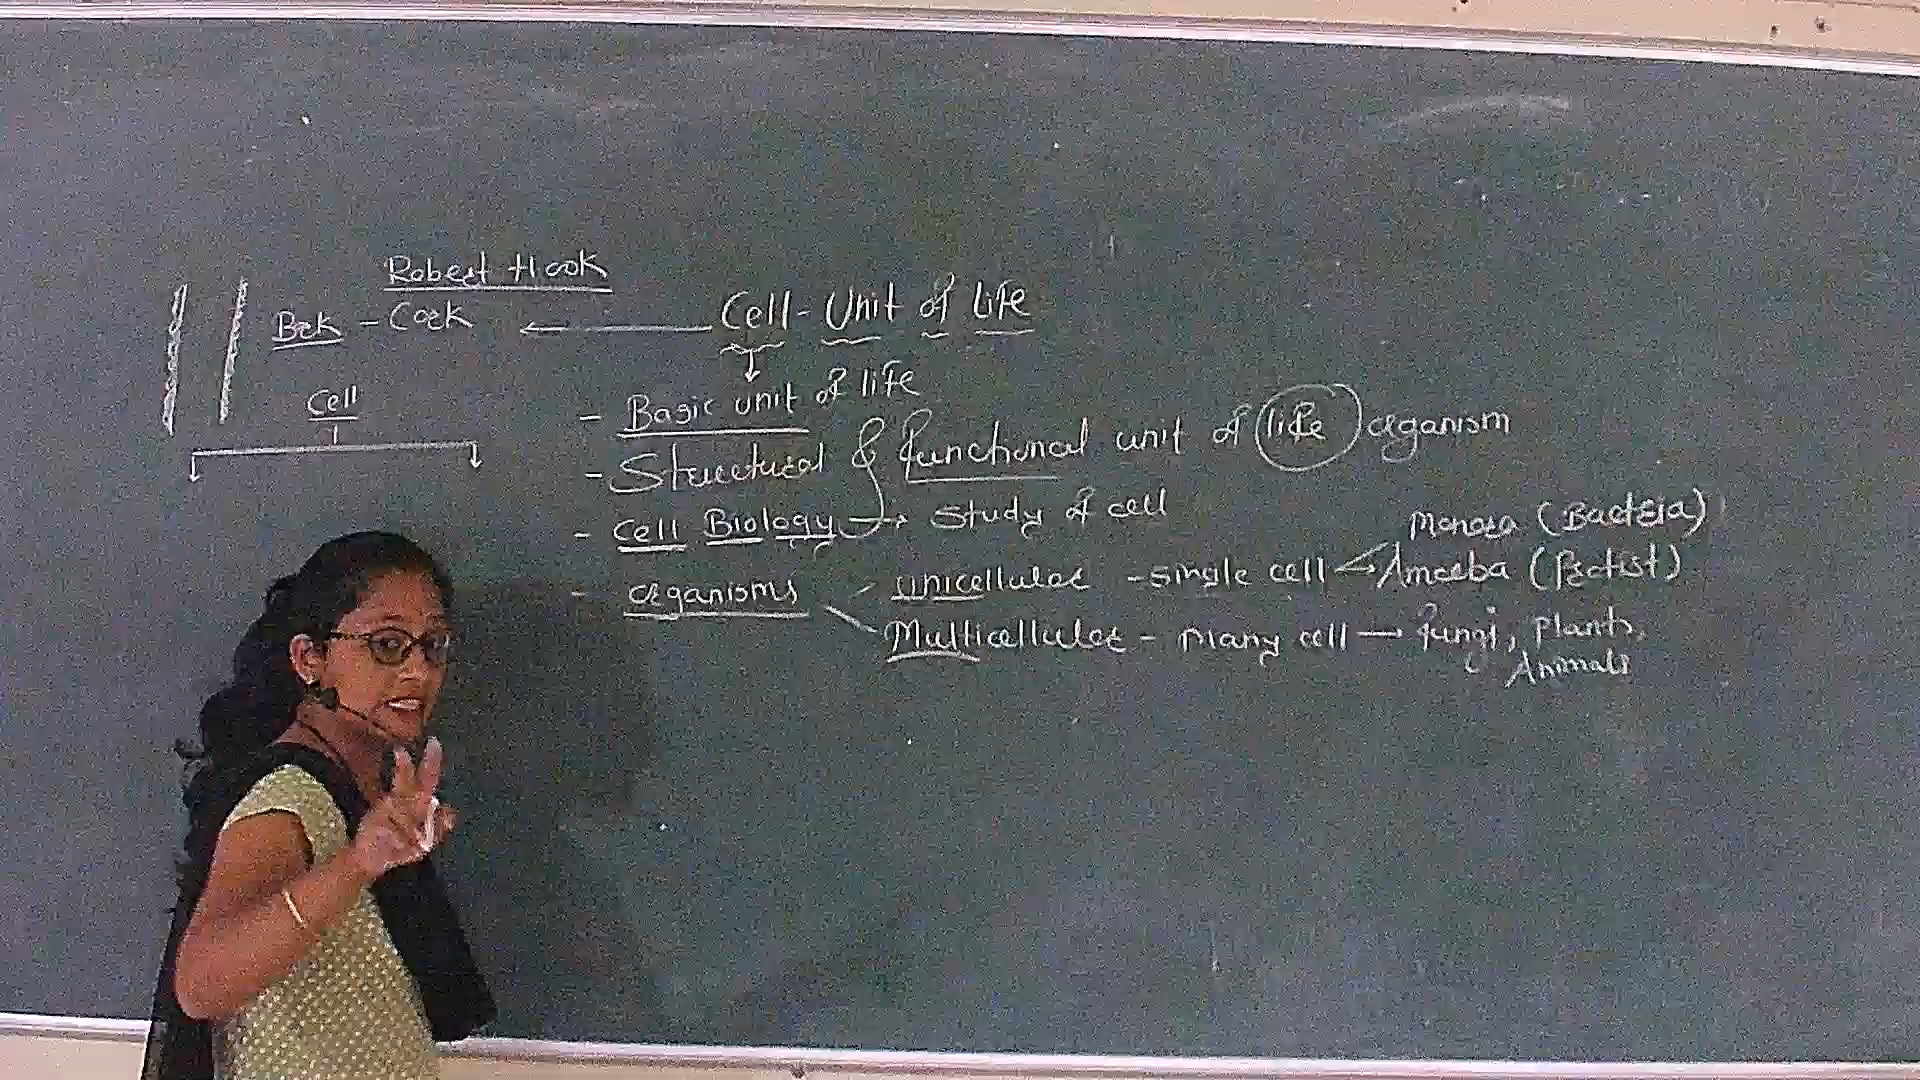 Robert Hook
Bek - Coek
Cell - Unit of Life
Cell
- Basic unit of life
- Structural & functional unit of life organism
- Cell Biology → Study of cell
- organisms
unicellular - single cell
Monera (Bacteria)
Amoeba (Protist)
Multicellular - many cell → fungi, Plants,
Animals